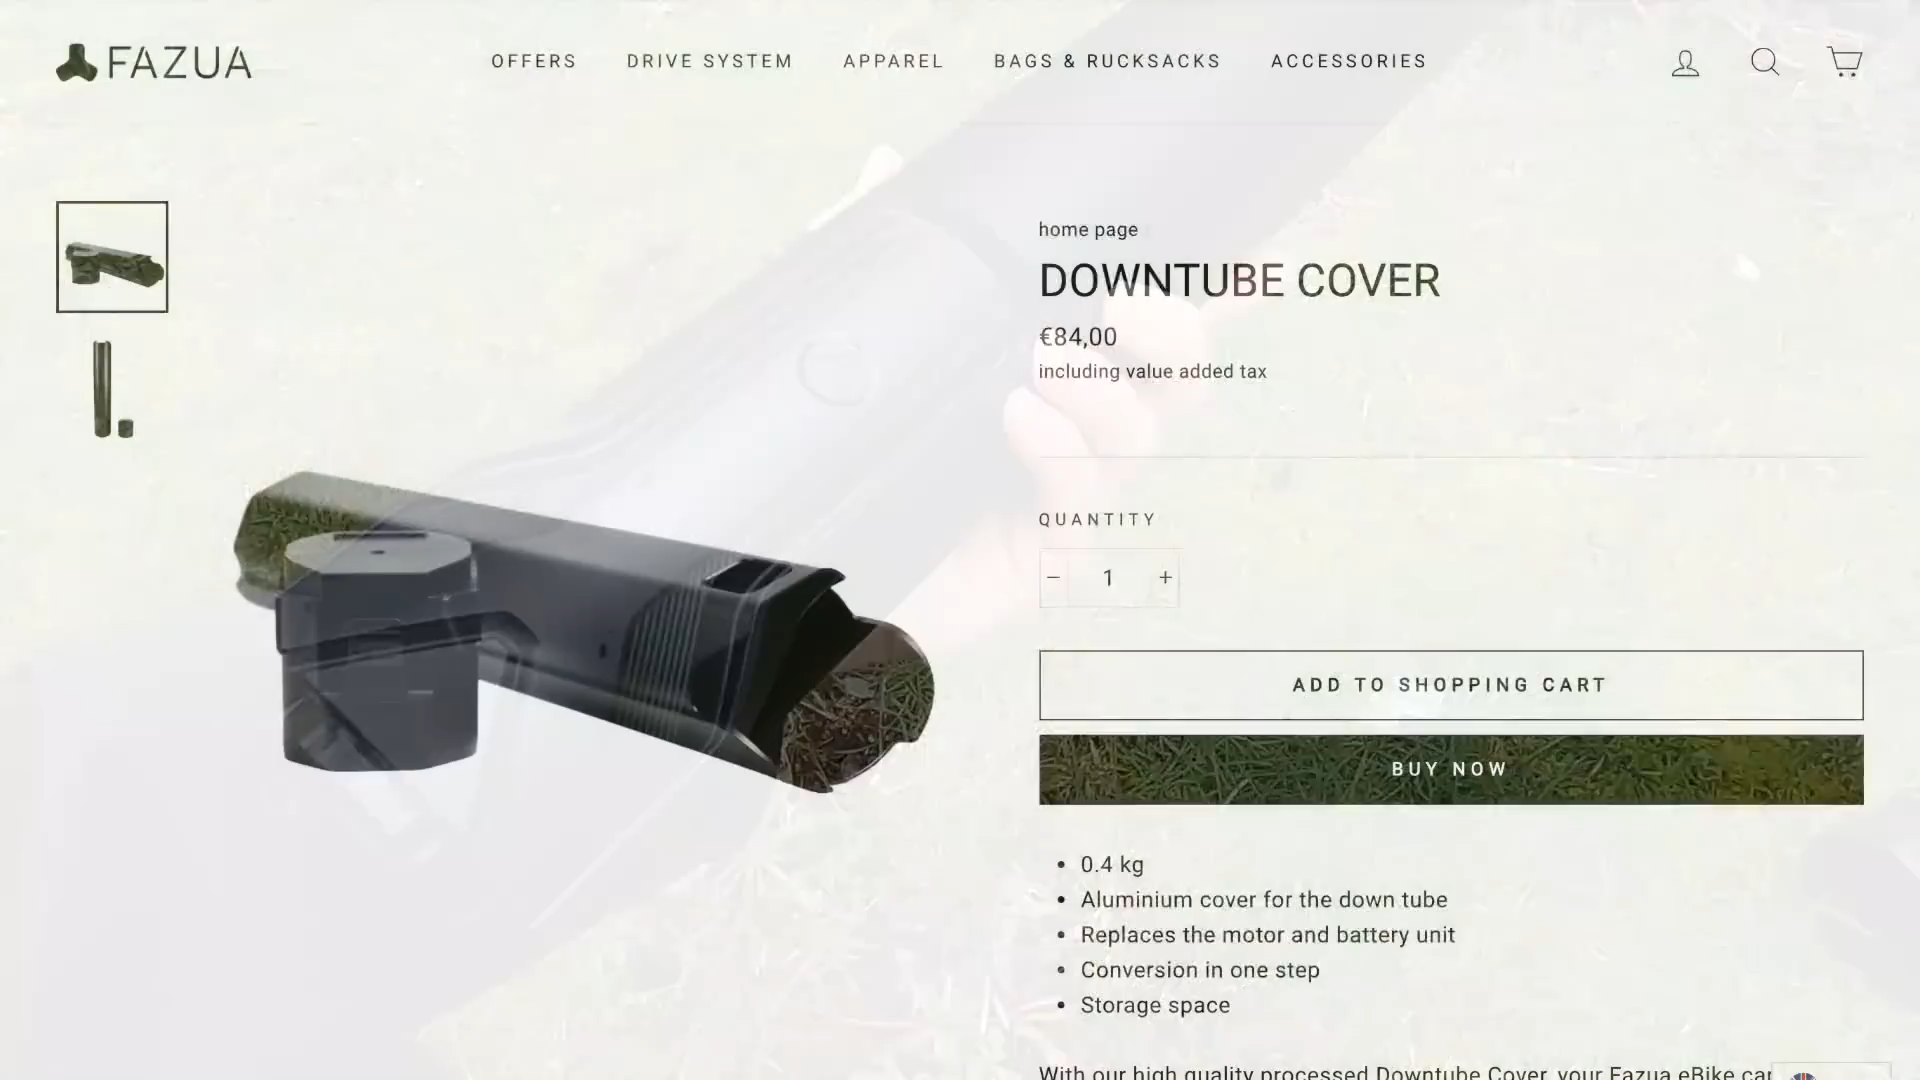 FAZUA
OFFERS
DRIVE SYSTEM
APPAREL
BAGS & RUCKSACKS
ACCESSORIES
home page
DOWNTUBE COVER
€84,00
including value added tax
QUANTITY
− 1 +
ADD TO SHOPPING CART
BUY NOW
• 0.4 kg
• Aluminium cover for the down tube
• Replaces the motor and battery unit
• Conversion in one step
• Storage space
With our high quality processed Downtube Cover, your Fazua eBike can